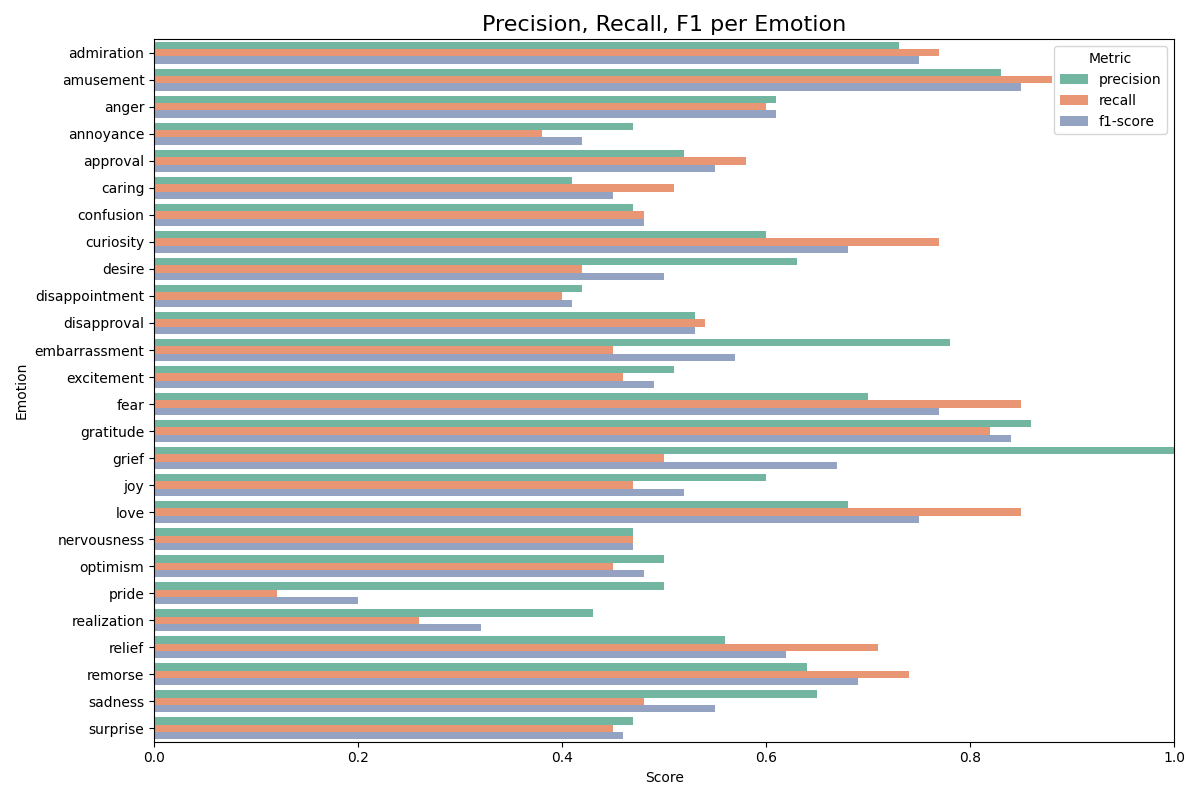 Precision, Recall, F1 per Emotion
admiration
amusement
anger
annoyance
approval
caring
confusion
curiosity
desire
disappointment
disapproval
embarrassment
excitement
fear
gratitude
grief
joy
love
nervousness
optimism
pride
realization
relief
remorse
sadness
surprise
Emotion
Metric
precision
recall
f1-score
0.0 0.2 0.4 0.6 0.8 1.0
Score